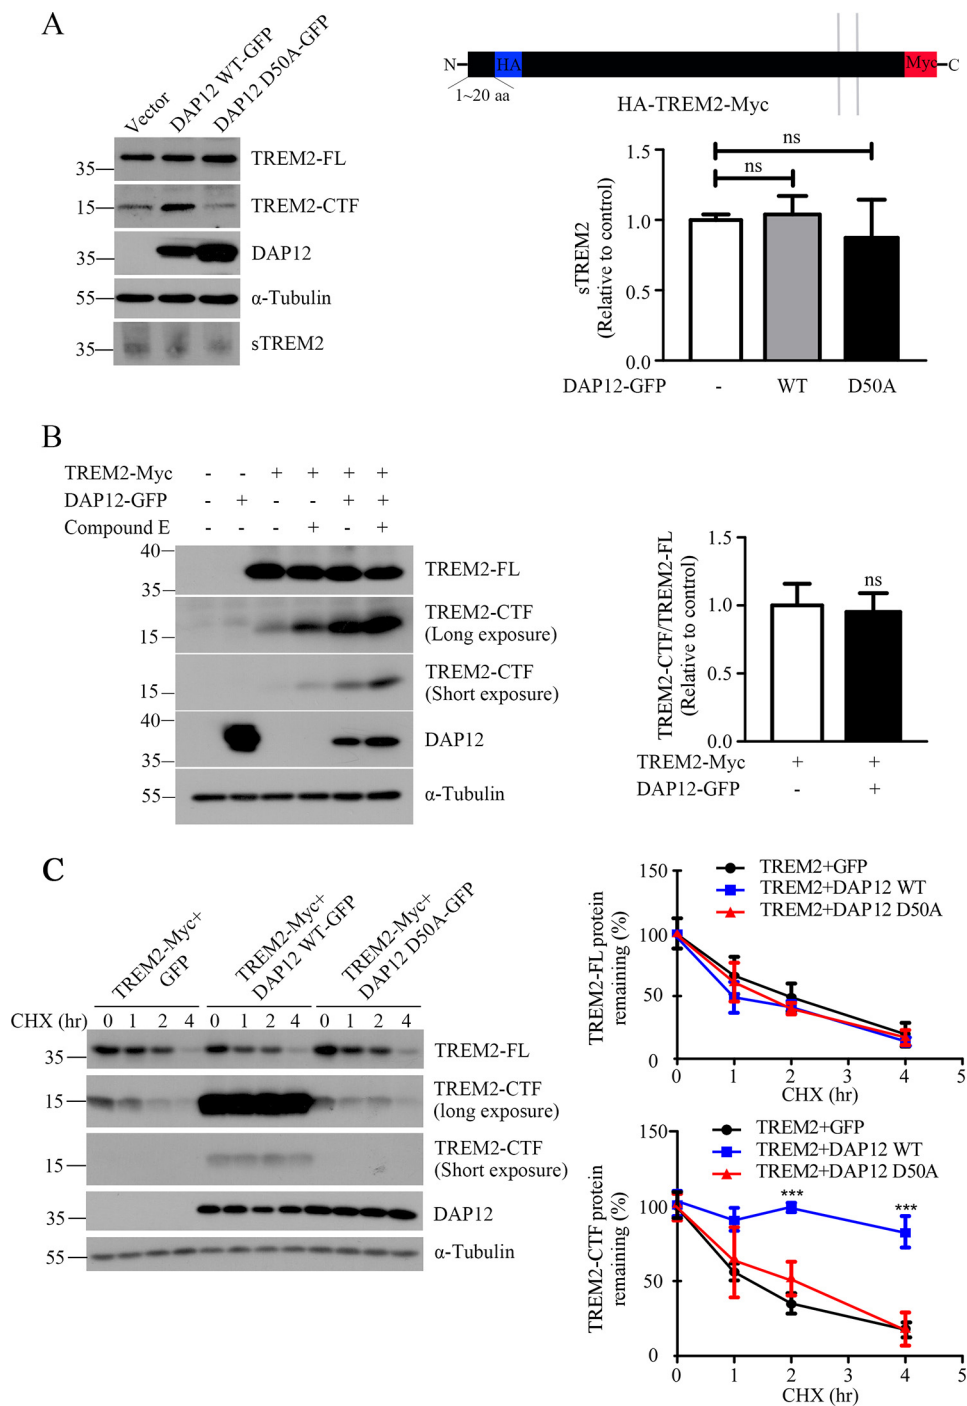 A
Vector
DAP12 WT-GFP
DAP12 D50A-GFP
35
TREM2-FL
15
TREM2-CTF
35
DAP12
55
α-Tubulin
35
sTREM2
N
HA
Myc
C
1~20 aa
HA-TREM2-Myc
sTREM2
(Relative to control)
1.5
1.0
0.5
0.0
ns
ns
DAP12-GFP - WT D50A
B
TREM2-Myc - - + + + +
DAP12-GFP - + - - + +
Compound E - - - + - +
40
35
TREM2-FL
15
TREM2-CTF
(Long exposure)
15
TREM2-CTF
(Short exposure)
40
35
DAP12
55
α-Tubulin
TREM2-CTF/TREM2-FL
(Relative to control)
1.5
1.0
0.5
0.0
ns
TREM2-Myc + +
DAP12-GFP - +
C
TREM2-Myc+
GFP
TREM2-Myc+
DAP12 WT-GFP
TREM2-Myc+
DAP12 D50A-GFP
CHX (hr) 0 1 2 4 0 1 2 4 0 1 2 4
35
TREM2-FL
15
TREM2-CTF
(long exposure)
15
TREM2-CTF
(Short exposure)
35
DAP12
55
α-Tubulin
TREM2-FL protein
remaining (%)
150
100
50
0
TREM2+GFP
TREM2+DAP12 WT
TREM2+DAP12 D50A
0 1 2 3 4 5
CHX (hr)
TREM2-CTF protein
remaining (%)
150
100
50
0
TREM2+GFP
TREM2+DAP12 WT
TREM2+DAP12 D50A
***
***
0 1 2 3 4 5
CHX (hr)